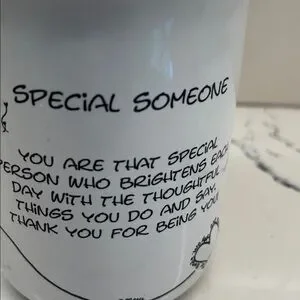 SPECiAL SOMEONE
YOU ARE THAT SPECiAL
PERSON WHO BRiGHTENS EACH
DAY WiTH THE THOUGHTFUL
THiNGS YOU DO AND SAY.
THANK YOU FOR BEiNG YOU!